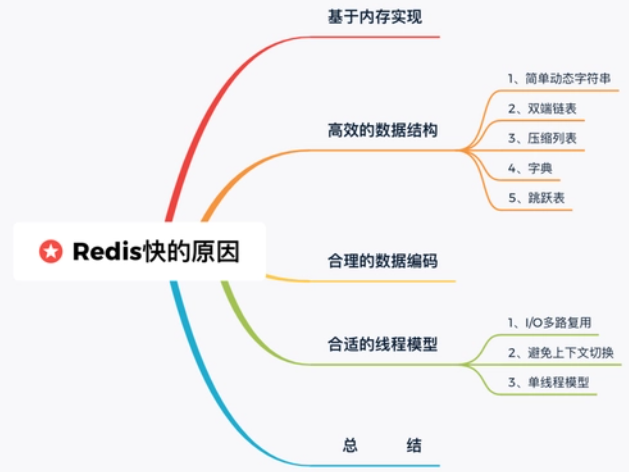 Redis快的原因
基于内存实现
高效的数据结构
1、简单动态字符串
2、双端链表
3、压缩列表
4、字典
5、跳跃表
合理的数据编码
合适的线程模型
1、I/O多路复用
2、避免上下文切换
3、单线程模型
总 结